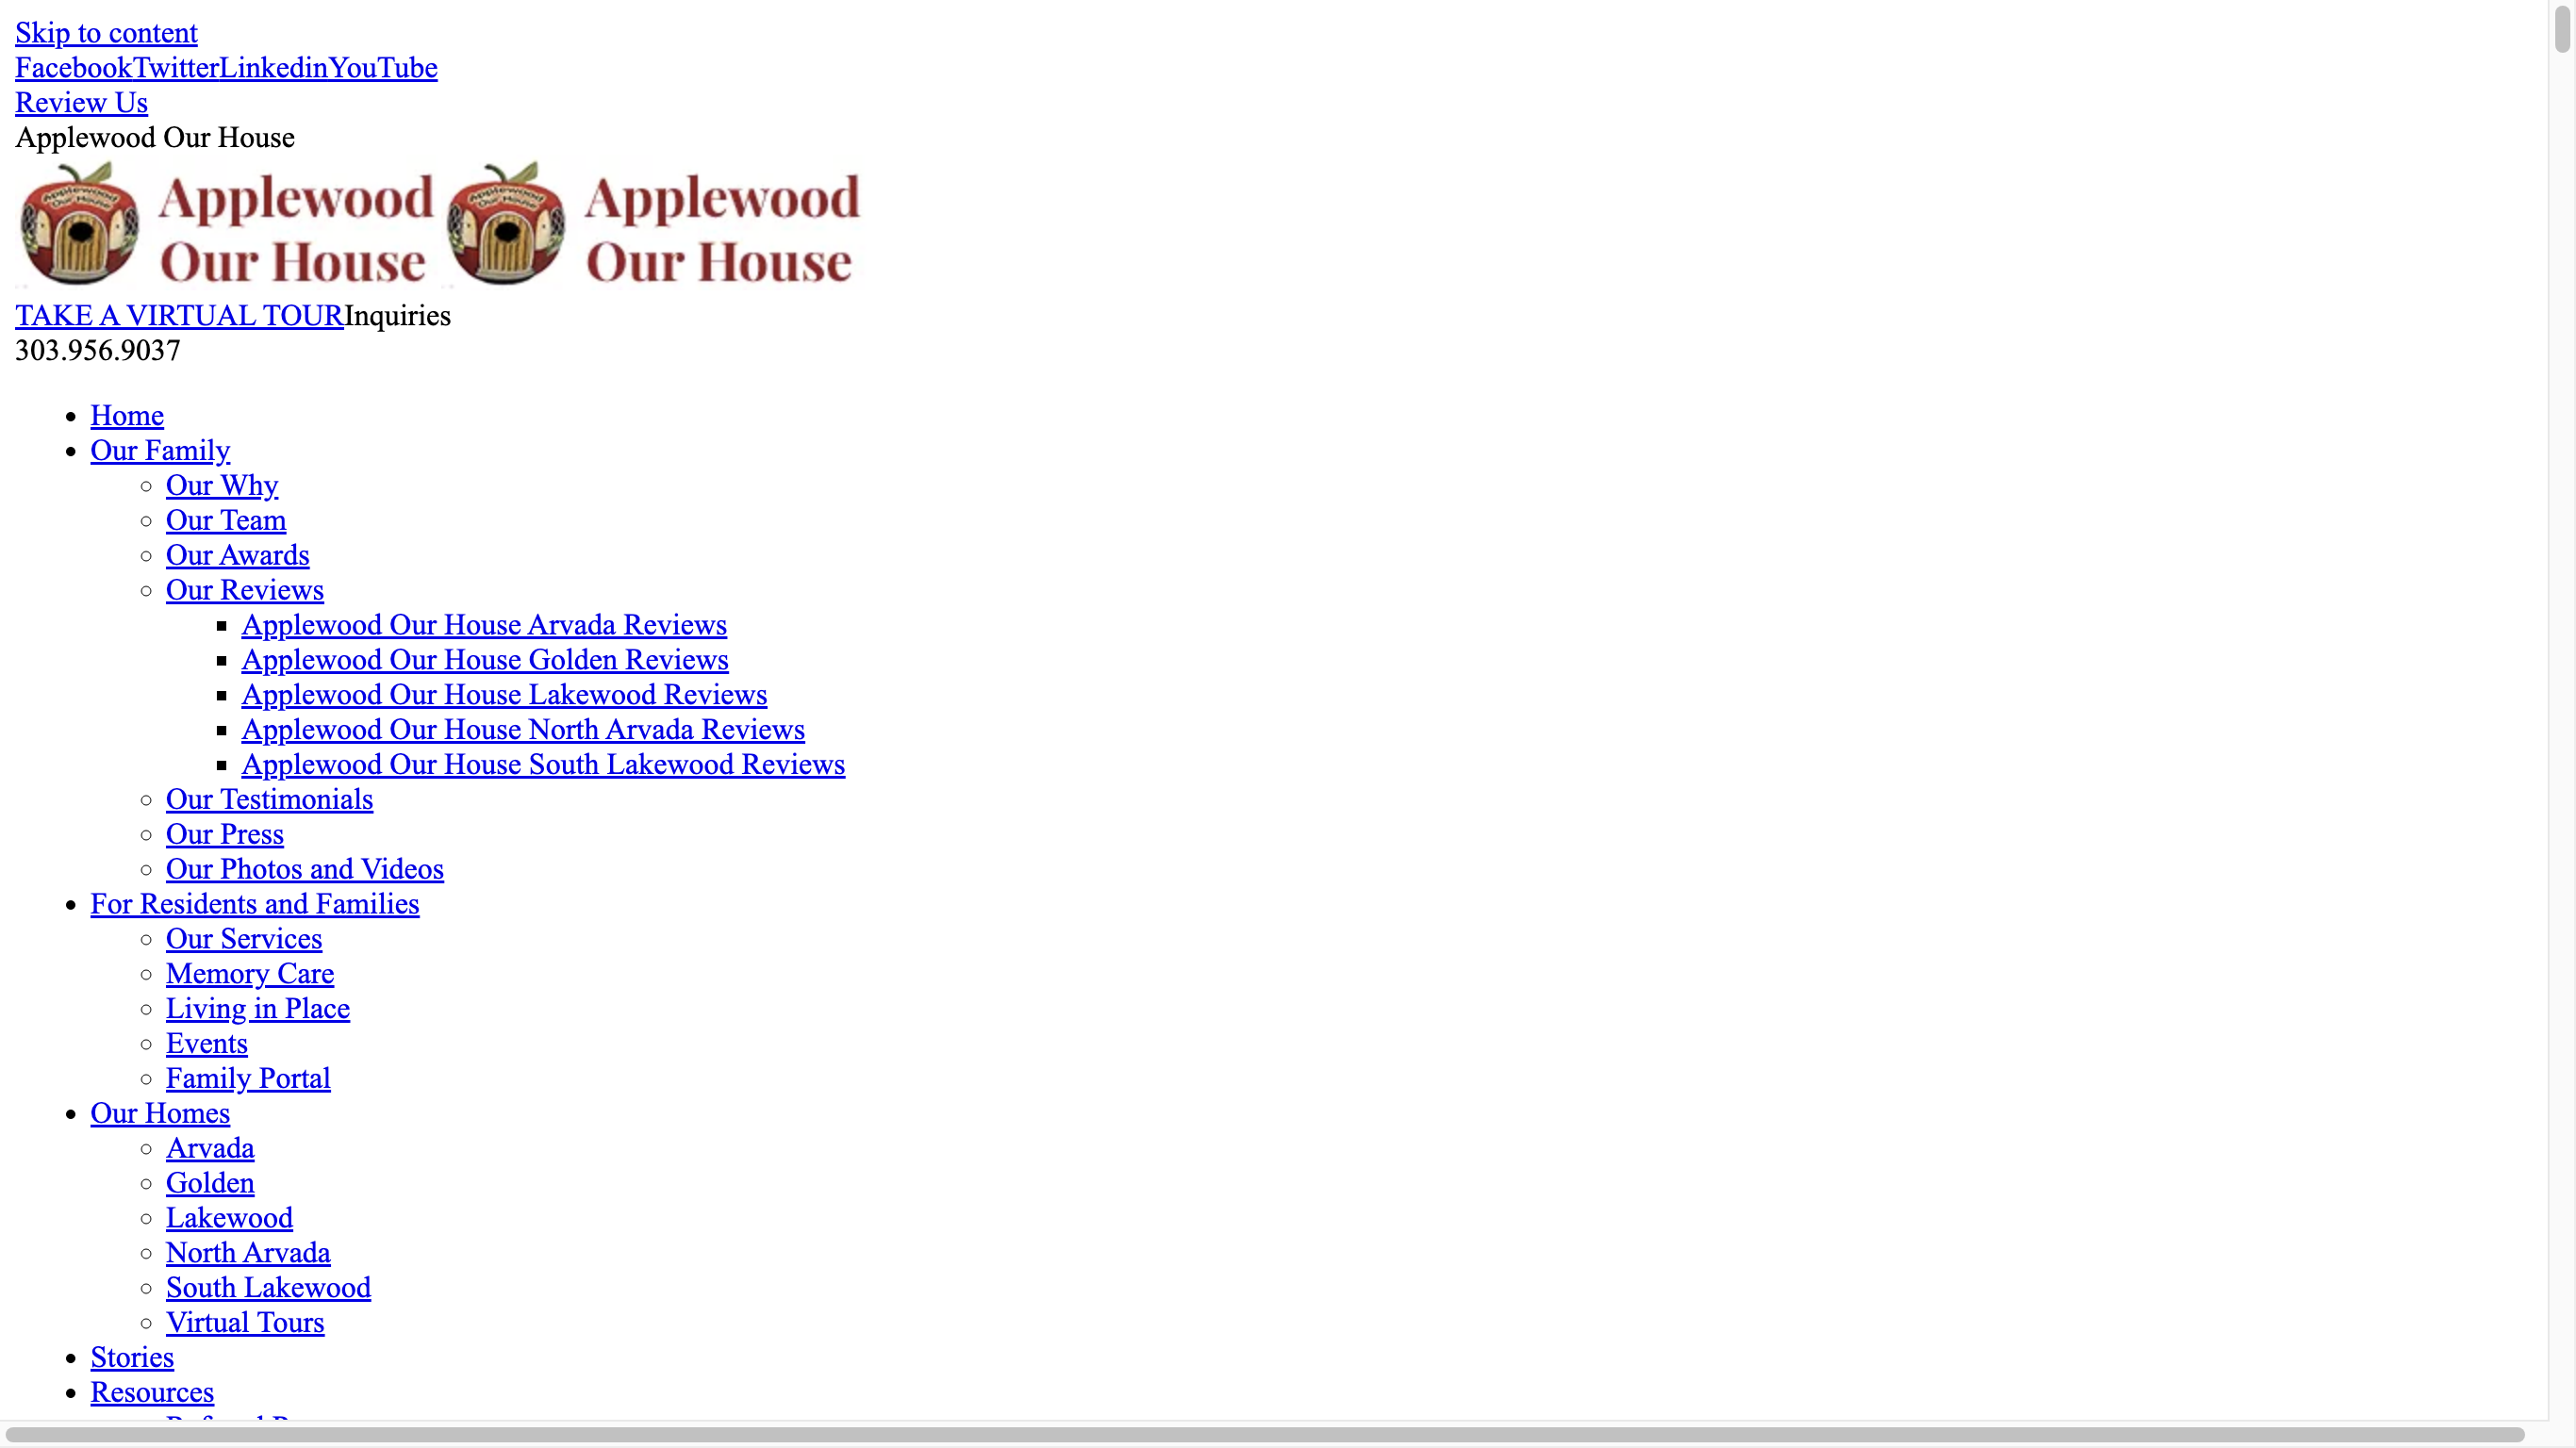 Skip to content
FacebookTwitterLinkedinYouTube
Review Us
Applewood Our House
Applewood Our House Applewood Our House
TAKE A VIRTUAL TOURInquiries
303.956.9037
Home
Our Family
Our Why
Our Team
Our Awards
Our Reviews
Applewood Our House Arvada Reviews
Applewood Our House Golden Reviews
Applewood Our House Lakewood Reviews
Applewood Our House North Arvada Reviews
Applewood Our House South Lakewood Reviews
Our Testimonials
Our Press
Our Photos and Videos
For Residents and Families
Our Services
Memory Care
Living in Place
Events
Family Portal
Our Homes
Arvada
Golden
Lakewood
North Arvada
South Lakewood
Virtual Tours
Stories
Resources